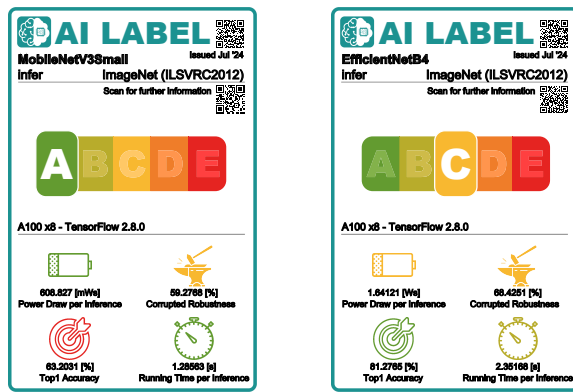 AI LABEL
MobileNetV3Small
Issued Jul '24
infer
ImageNet (ILSVRC2012)
Scan for further information
A B C D E
A100 x8 - TensorFlow 2.8.0
608.827 [mWs]
Power Draw per Inference
59.2768 [%]
Corrupted Robustness
63.2031 [%]
Top1 Accuracy
1.28563 [s]
Running Time per Inference
AI LABEL
EfficientNetB4
Issued Jul '24
infer
ImageNet (ILSVRC2012)
Scan for further information
A B C D E
A100 x8 - TensorFlow 2.8.0
1.64121 [Ws]
Power Draw per Inference
68.4251 [%]
Corrupted Robustness
81.2765 [%]
Top1 Accuracy
2.35168 [s]
Running Time per Inference